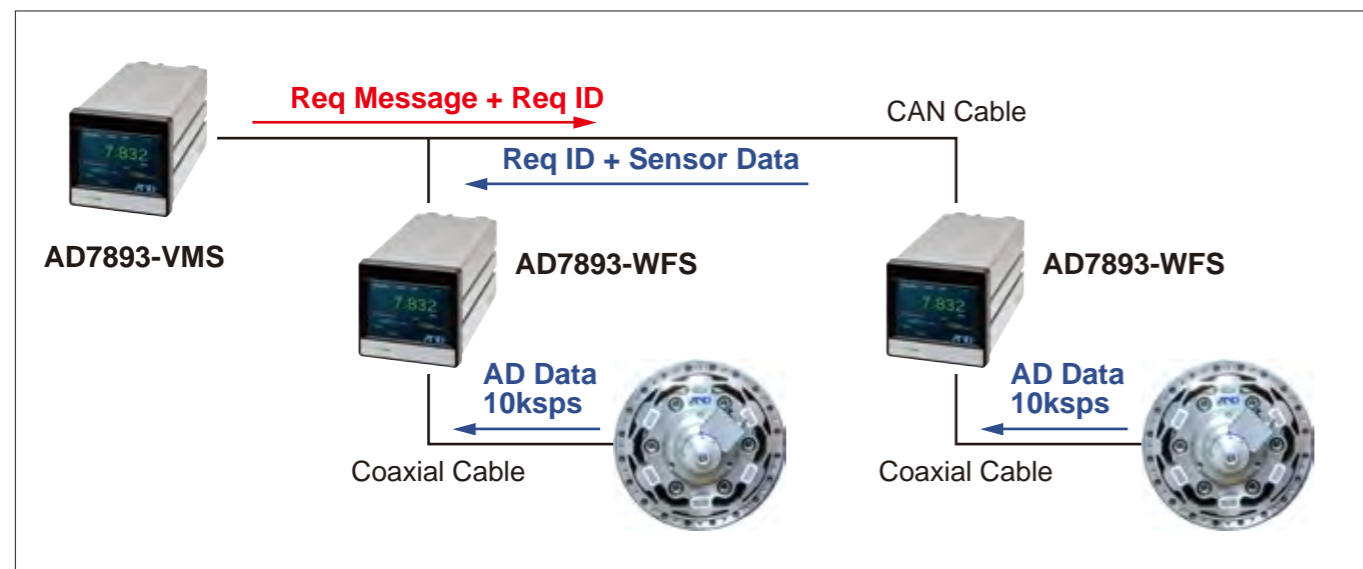 Req Message + Req ID
CAN Cable
7.832
Req ID + Sensor Data
AD7893-VMS
AD7893-WFS
AD7893-WFS
7.832
7.832
AD Data
10ksps
AD Data
10ksps
Coaxial Cable
Coaxial Cable